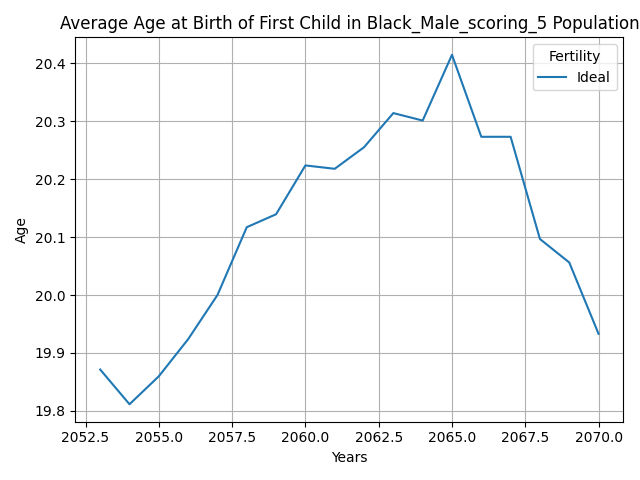 Average Age at Birth of First Child in Black_Male_scoring_5 Population
Fertility
Ideal
Age
20.4
20.3
20.2
20.1
20.0
19.9
19.8
2052.5 2055.0 2057.5 2060.0 2062.5 2065.0 2067.5 2070.0
Years